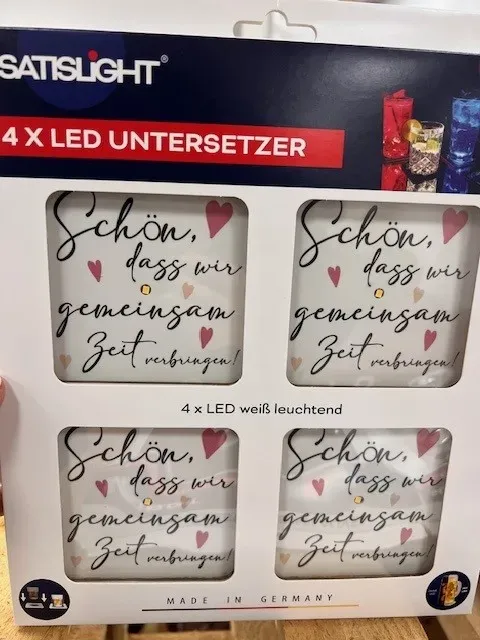 SATISLIGHT®
4 X LED UNTERSETZER
Schön,
dass wir
gemeinsam
Zeit verbringen!
Schön,
dass wir
gemeinsam
Zeit verbringen!
4 x LED weiß leuchtend
Schön,
dass wir
gemeinsam
Zeit verbringen!
Schön,
dass wir
gemeinsam
Zeit verbringen!
MADE IN GERMANY